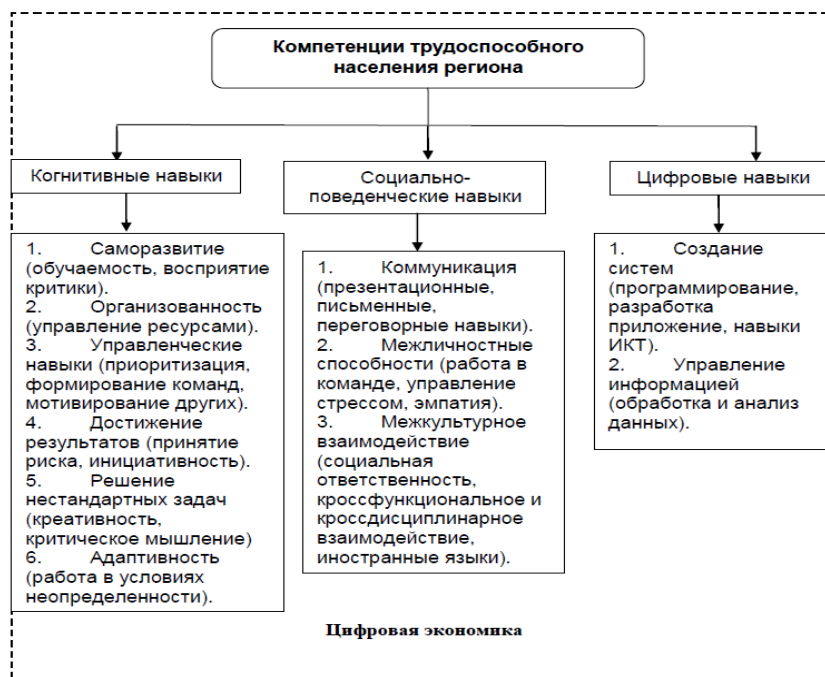 Компетенции трудоспособного
населения региона
Когнитивные навыки
Социально-
поведенческие навыки
Цифровые навыки
1. Саморазвитие
(обучаемость, восприятие
критики).
2. Организованность
(управление ресурсами).
3. Управленческие
навыки (приоритизация,
формирование команд,
мотивирование других).
4. Достижение
результатов (принятие
риска, инициативность).
5. Решение
нестандартных задач
(креативность,
критическое мышление)
6. Адаптивность
(работа в условиях
неопределенности).
1. Коммуникация
(презентационные,
письменные,
переговорные навыки).
2. Межличностные
способности (работа в
команде, управление
стрессом, эмпатия).
3. Межкультурное
взаимодействие
(социальная
ответственность,
кроссфункциональное и
кроссдисциплинарное
взаимодействие,
иностранные языки).
1. Создание
систем
(программирование,
разработка
приложение, навыки
ИКТ).
2. Управление
информацией
(обработка и анализ
данных).
Цифровая экономика